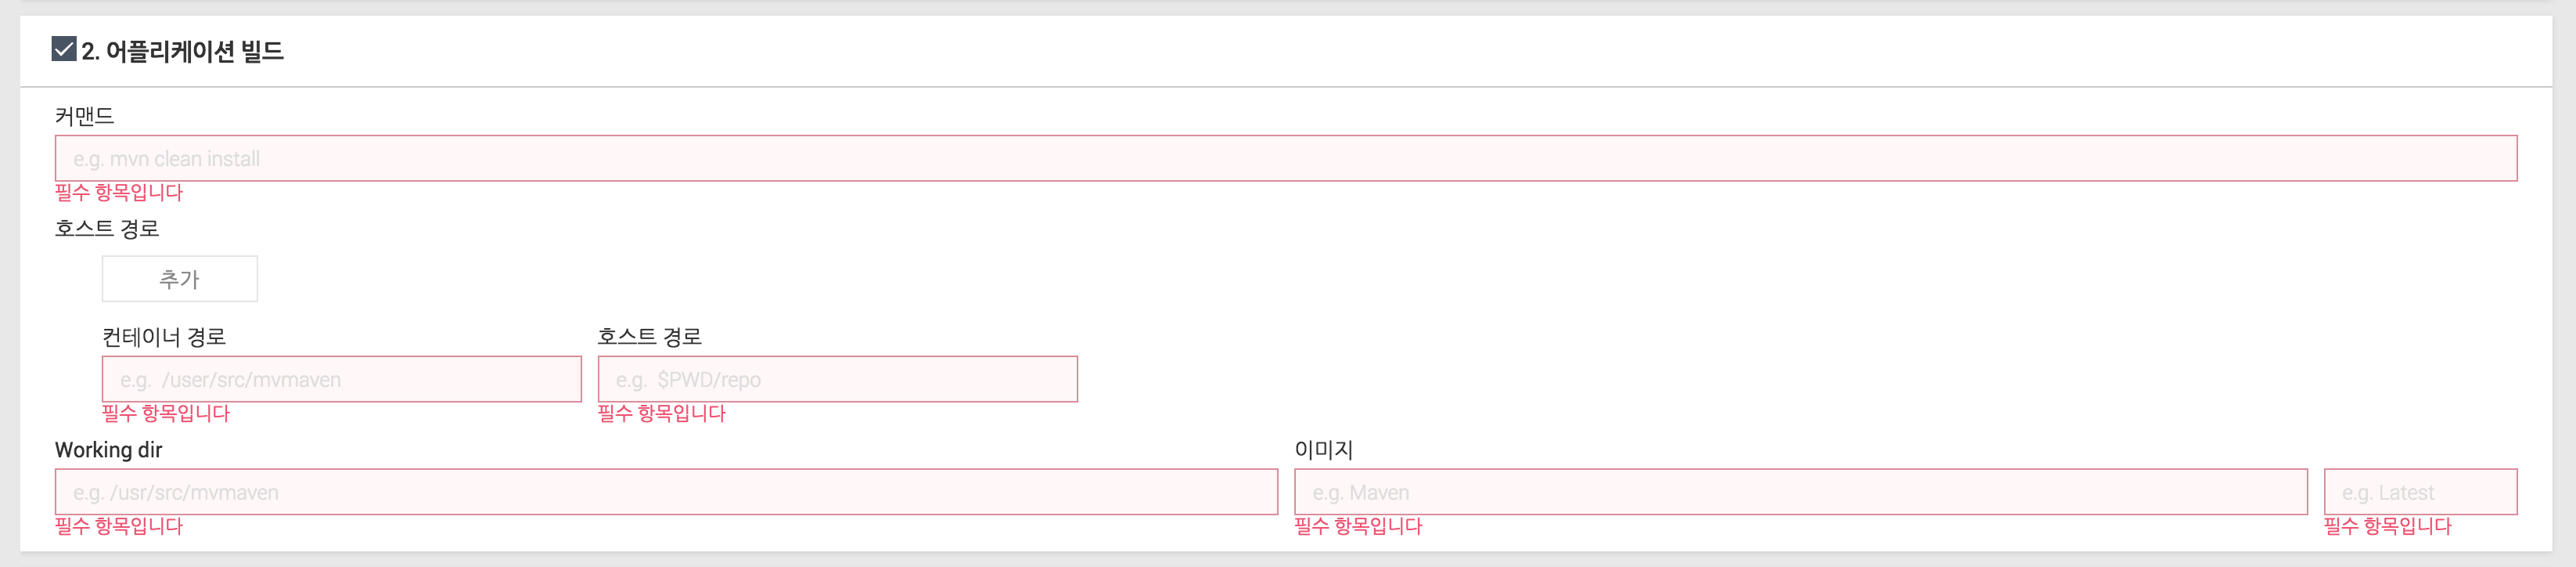 2. 어플리케이션 빌드
커맨드
e.g. mvn clean install
필수 항목입니다
호스트 경로
추가
컨테이너 경로 호스트 경로
e.g. /user/src/mvmaven e.g. $PWD/repo
필수 항목입니다 필수 항목입니다
Working dir 이미지
e.g. /usr/src/mvmaven e.g. Maven e.g. Latest
필수 항목입니다 필수 항목입니다 필수 항목입니다